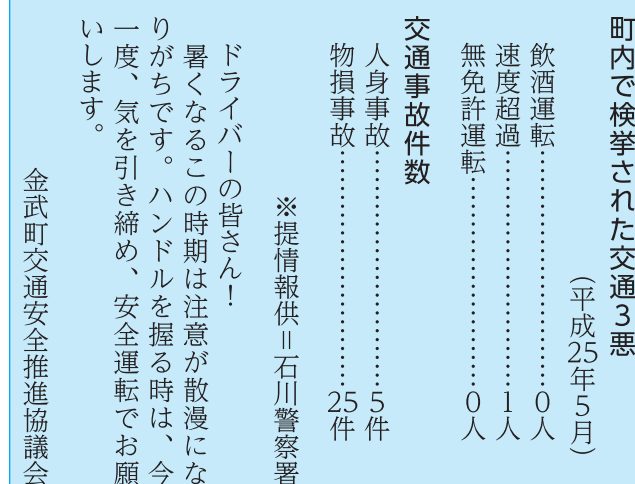 町内で検挙された交通3悪
(平成25年5月)
飲酒運転……………………0人
速度超過……………………1人
無免許運転…………………0人
交通事故件数
人身事故……………………5件
物損事故……………………25件
※提情報供=石川警察署
ドライバーの皆さん!
暑くなるこの時期は注意が散漫にな
りがちです。ハンドルを握る時は、今
一度、気を引き締め、安全運転でお願
いします。
金武町交通安全推進協議会